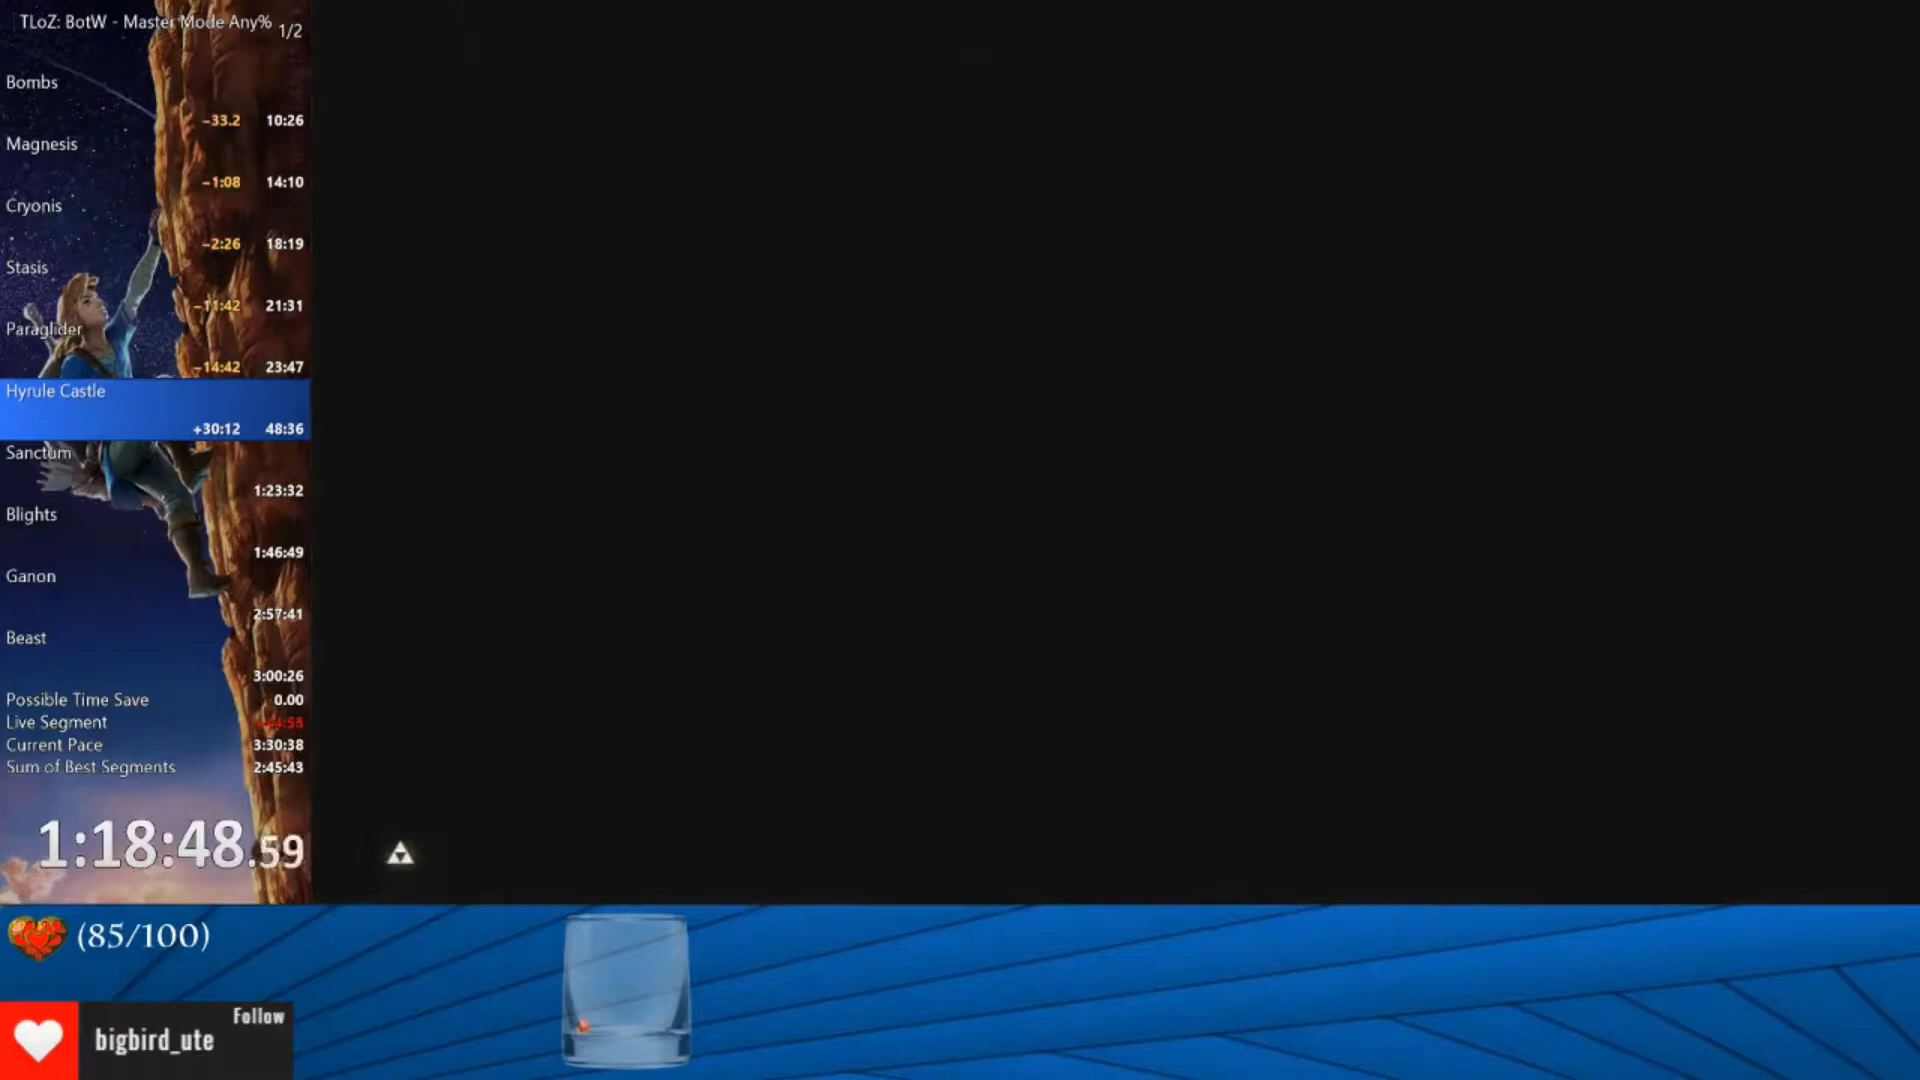 TLoZ: BotW - Master Mode Any% 1/2
Bombs
-33.2 10:26
Magnesis
-1:08 14:10
Cryonis
-2:26 18:19
Stasis
-11:42 21:31
Paraglider
-14:42 23:47
Hyrule Castle
+30:12 48:36
Sanctum
1:23:32
Blights
1:46:49
Ganon
2:57:41
Beast
3:00:26
Possible Time Save 0.00
Live Segment
Current Pace 3:30:38
Sum of Best Segments 2:45:43
1:18:48.59
(85/100)
Follow
bigbird_ute